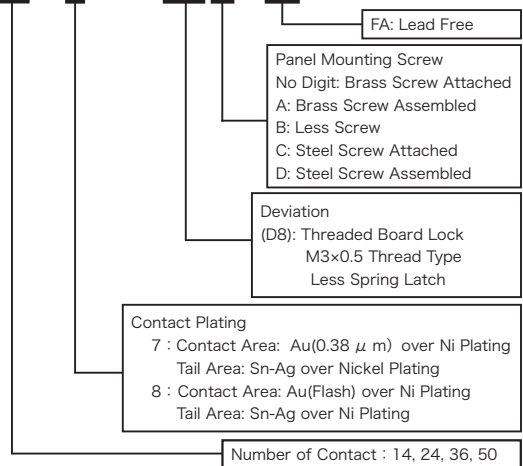 FA: Lead Free
Panel Mounting Screw
No Digit: Brass Screw Attached
A: Brass Screw Assembled
B: Less Screw
C: Steel Screw Attached
D: Steel Screw Assembled
Deviation
(D8): Threaded Board Lock
M3×0.5 Thread Type
Less Spring Latch
Contact Plating
7：Contact Area: Au(0.38 μ m) over Ni Plating
Tail Area: Sn-Ag over Nickel Plating
8：Contact Area: Au(Flash) over Ni Plating
Tail Area: Sn-Ag over Ni Plating
Number of Contact：14, 24, 36, 50